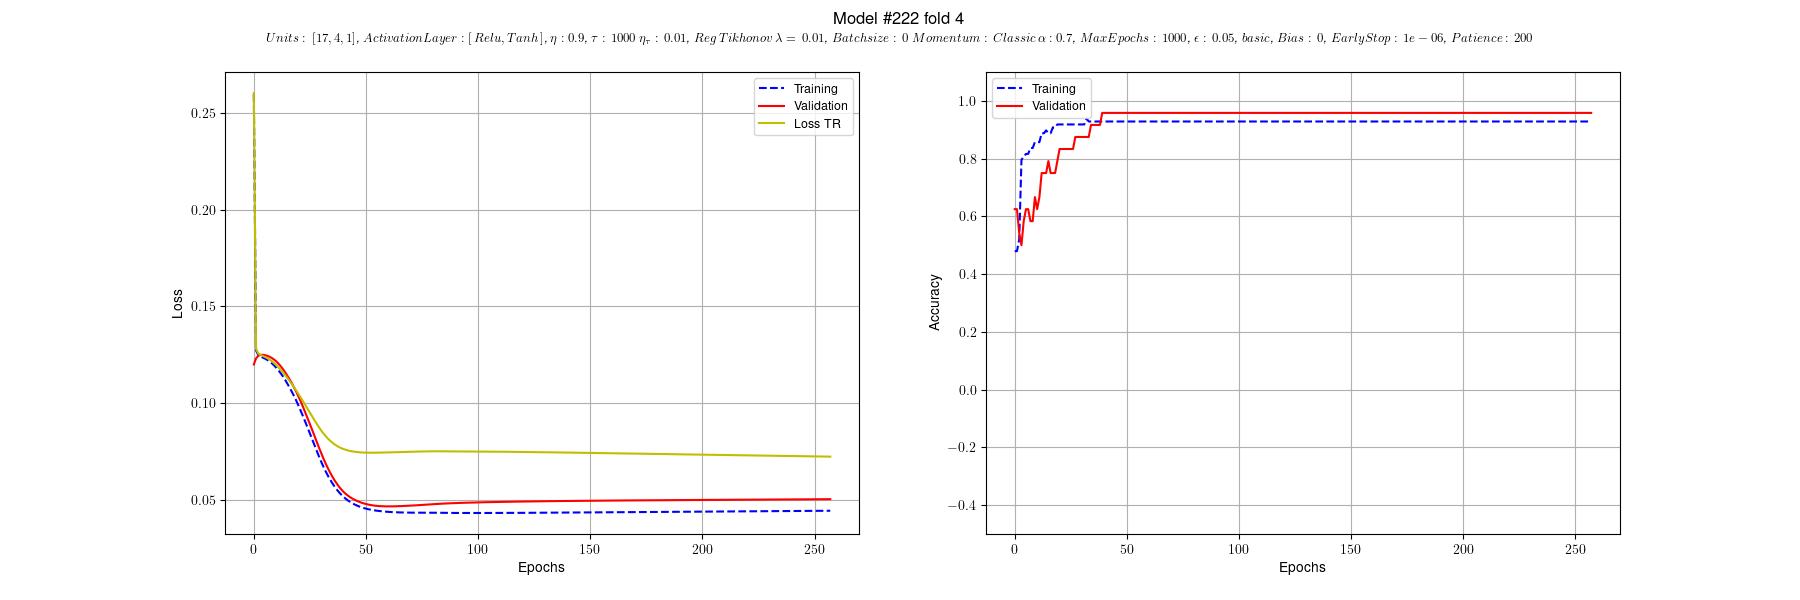 Model #222 fold 4
Units : [17, 4, 1], ActivationLayer : [ Relu, Tanh], η : 0.9, τ : 1000 η_τ : 0.01, Reg Tikhonov λ = 0.01, Batchsize : 0 Momentum : Classic α : 0.7, MaxEpochs : 1000, ϵ : 0.05, basic, Bias : 0, EarlyStop : 1e − 06, Patience : 200
Training
Validation
Loss TR
0.25
0.20
0.15
0.10
0.05
Loss
0
50
100
150
200
250
Epochs
Training
Validation
1.0
0.8
0.6
0.4
0.2
0.0
−0.2
−0.4
Accuracy
0
50
100
150
200
250
Epochs